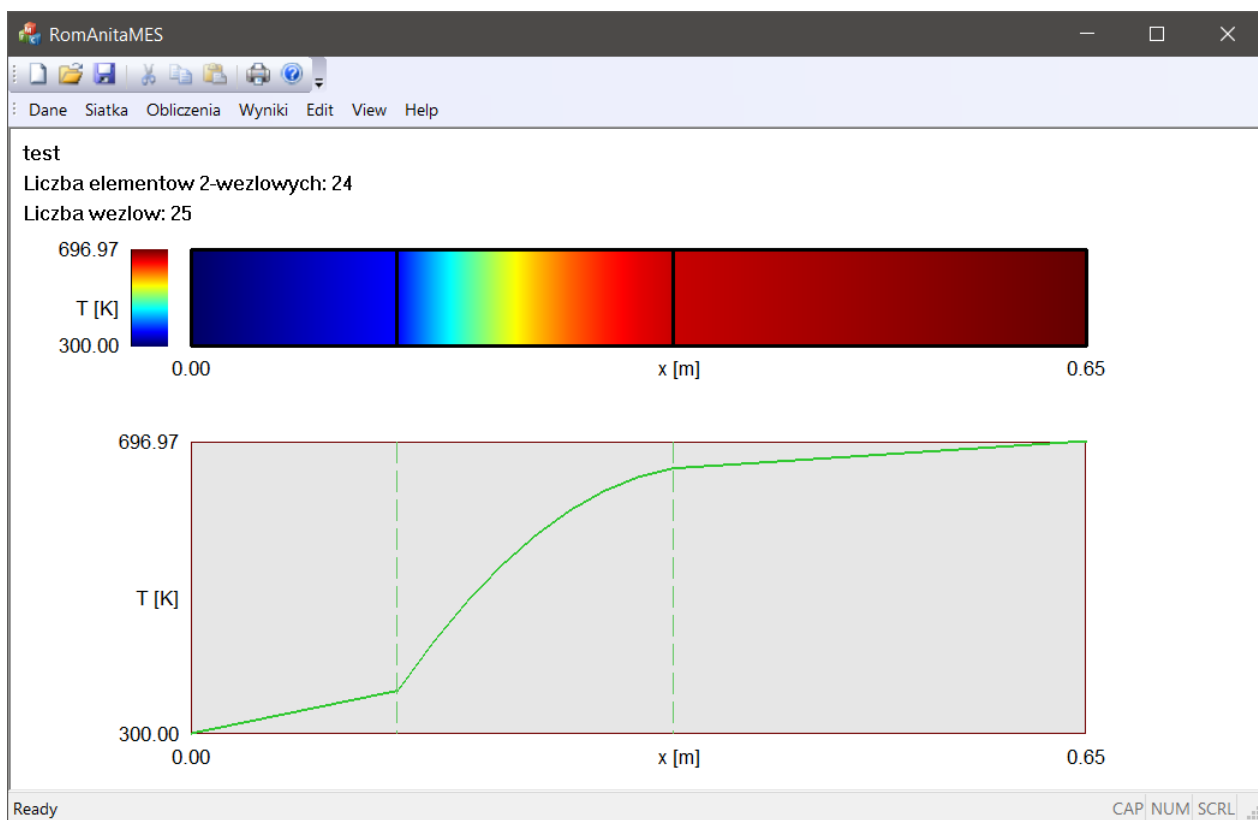 RomAnitaMES
Dane Siatka Obliczenia Wyniki Edit View Help
test
Liczba elementow 2-wezlowych: 24
Liczba wezlow: 25
696.97
T [K]
300.00
0.00 x [m] 0.65
696.97
T [K]
300.00
0.00 x [m] 0.65
Ready CAP NUM SCRL